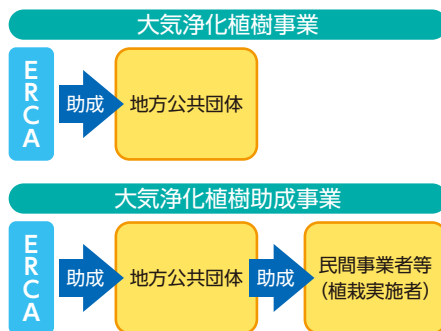 大気浄化植樹事業
ERCA
助成
地方公共団体
大気浄化植樹助成事業
ERCA
助成
地方公共団体
助成
民間事業者等
(植栽実施者)